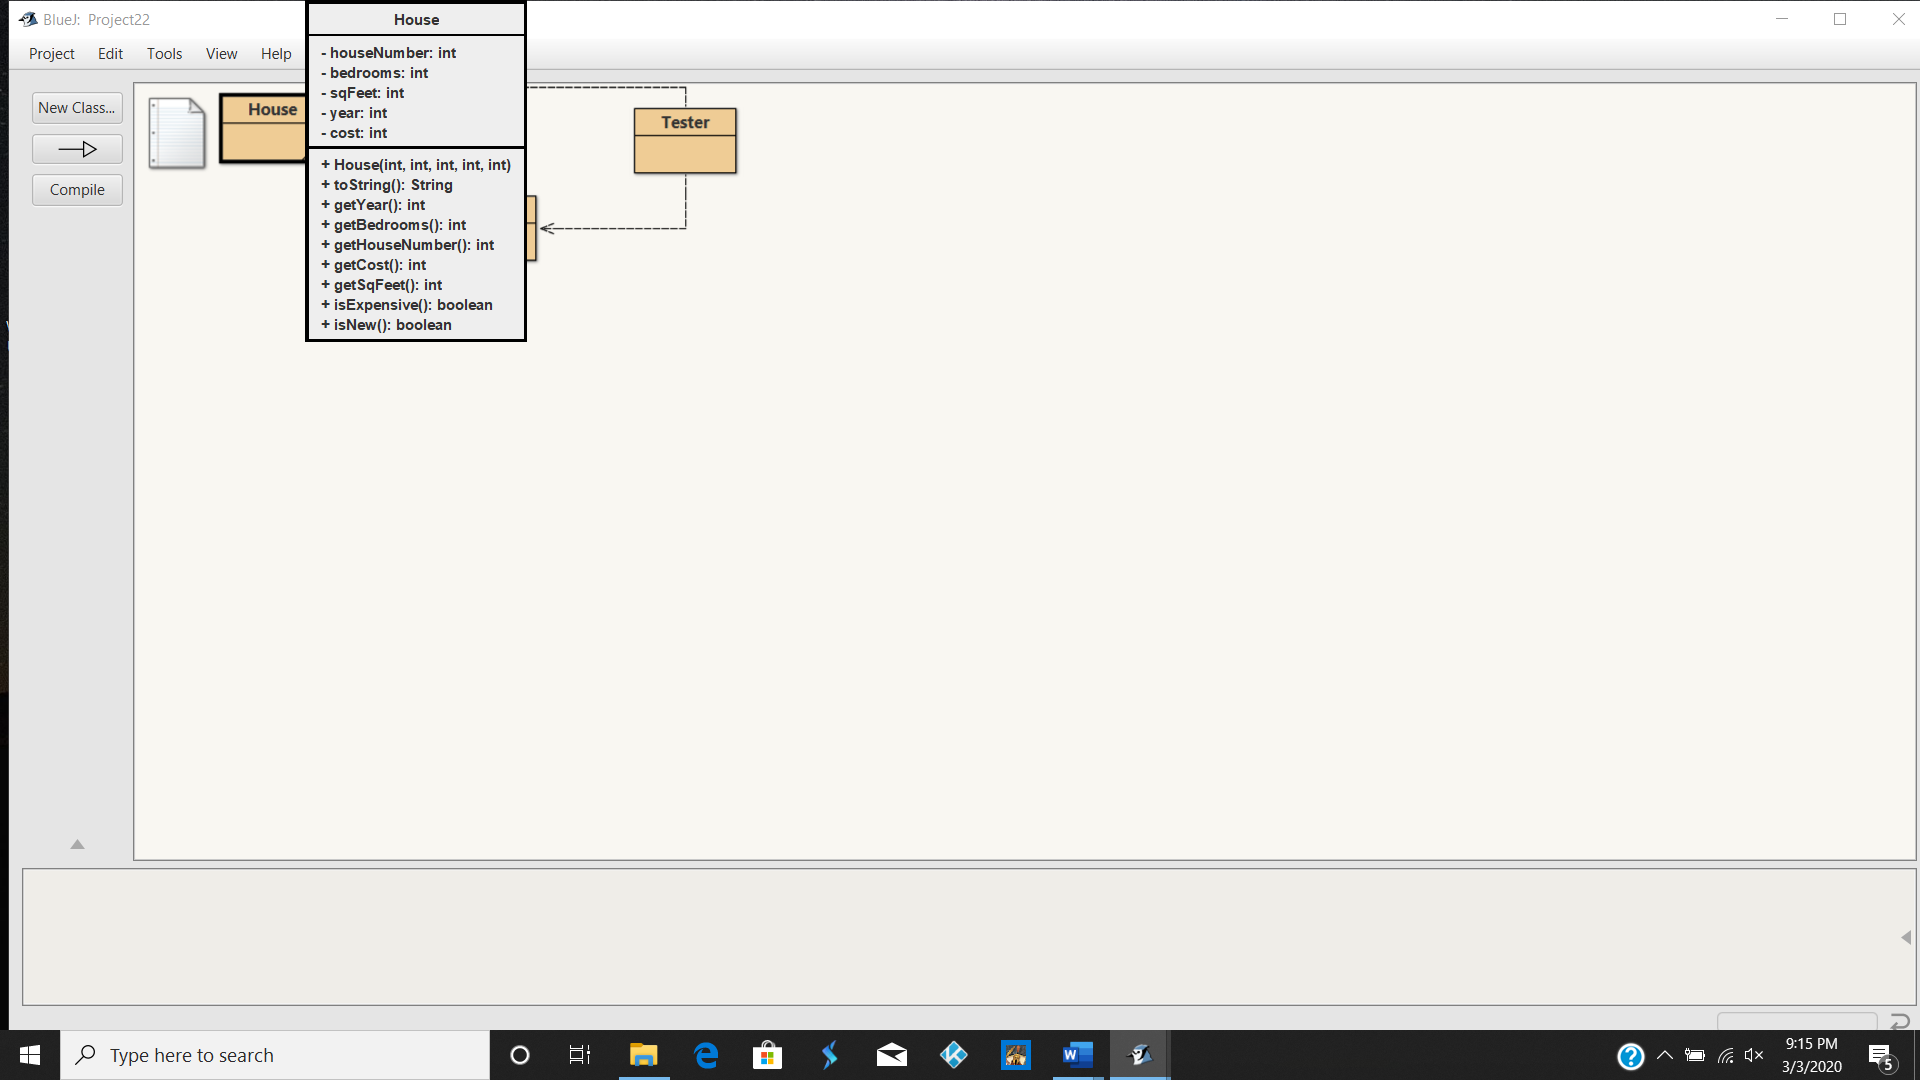 BlueJ: Project22
Project Edit Tools View Help
New Class...
Compile
House
House
- houseNumber: int
- bedrooms: int
- sqFeet: int
- year: int
- cost: int
+ House(int, int, int, int, int)
+ toString(): String
+ getYear(): int
+ getBedrooms(): int
+ getHouseNumber(): int
+ getCost(): int
+ getSqFeet(): int
+ isExpensive(): boolean
+ isNew(): boolean
Tester
Type here to search
W
9:15 PM
3/3/2020
5